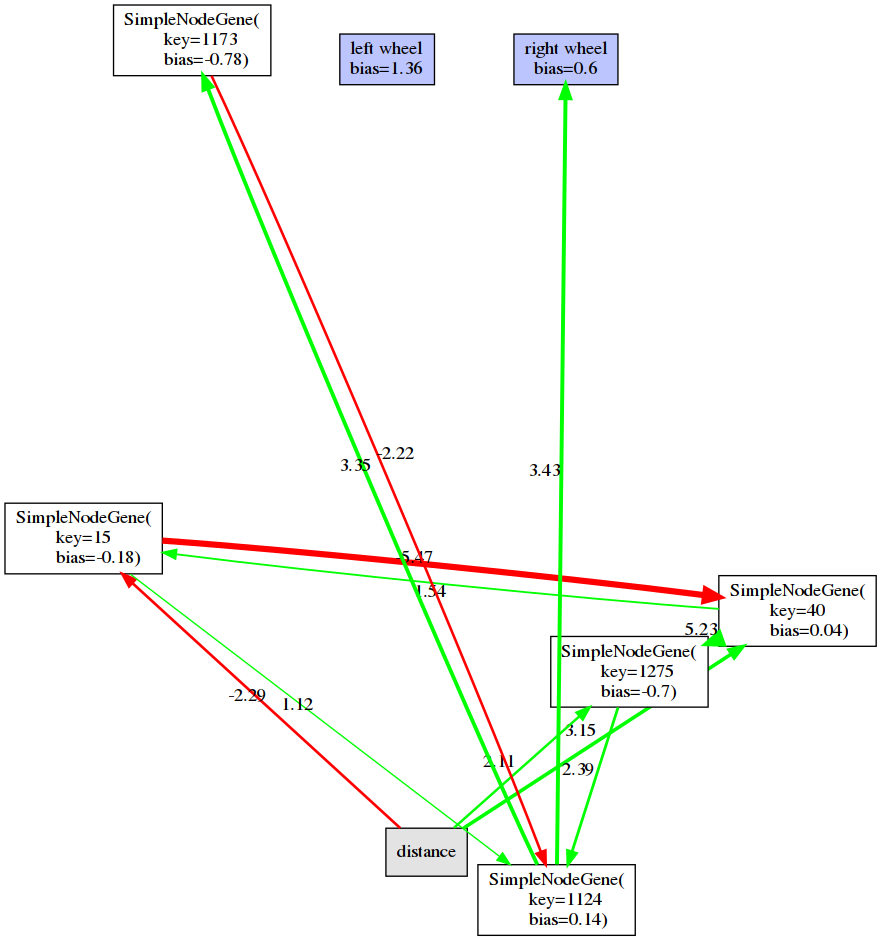 SimpleNodeGene(
key=1173
bias=-0.78)
left wheel
bias=1.36
right wheel
bias=0.6
-2.22
3.35
3.43
SimpleNodeGene(
key=15
bias=-0.18)
-5.47
1.54
SimpleNodeGene(
key=40
bias=0.04)
5.23
SimpleNodeGene(
key=1275
bias=-0.7)
-2.29
1.12
3.15
2.11
2.39
distance
SimpleNodeGene(
key=1124
bias=0.14)